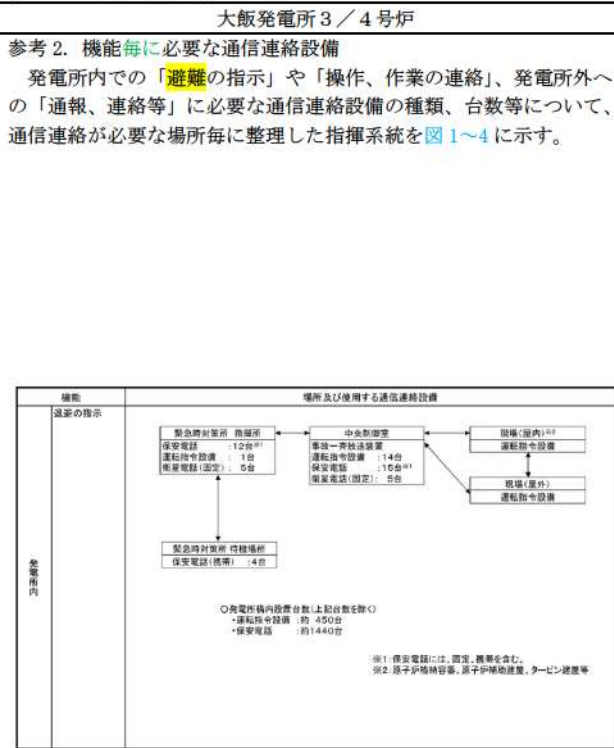 大飯発電所3/4号炉
参考2. 機能毎に必要な通信連絡設備
発電所内での「避難の指示」や「操作、作業の連絡」、発電所外へ
の「通報、連絡等」に必要な通信連絡設備の種類、台数等について、
通信連絡が必要な場所毎に整理した指揮系統を図1~4に示す。
機能
場所及び使用する通信連絡設備
発電所内
退避の指示
緊急時対策所 指揮所
保安電話 :12台※1
運転指令設備 : 1台
衛星電話(固定): 5台
中央制御室
事故一斉放送装置
運転指令設備 :14台
保安電話 :15台※1
衛星電話(固定): 5台
現場(屋内)※2
運転指令設備
現場(屋外)
運転指令設備
緊急時対策所 待機場所
保安電話(携帯) :4台
○発電所構内設置台数(上記台数を除く)
・運転指令設備 :約 450台
・保安電話 :約1440台
※1:保安電話には、固定、携帯を含む。
※2:原子炉格納容器、原子炉補助建屋、タービン建屋等